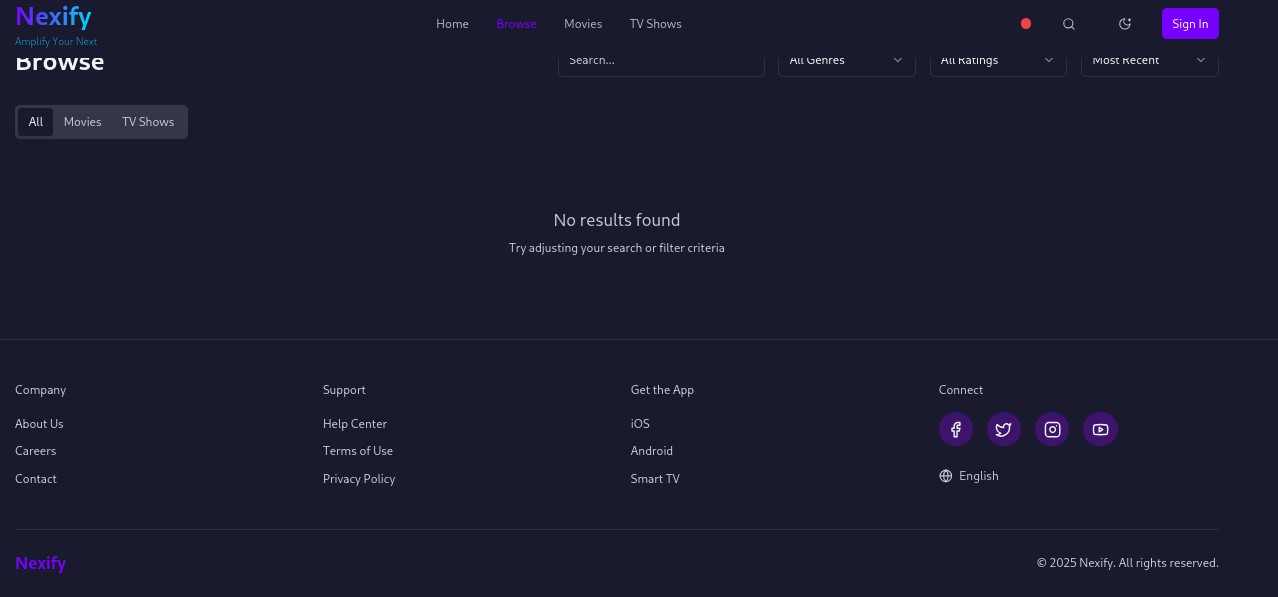 Nexify
Amplify Your Next
Home Browse Movies TV Shows Sign In
Browse Search... All Genres All Ratings Most Recent
All Movies TV Shows
No results found
Try adjusting your search or filter criteria
Company Support Get the App Connect
About Us Help Center iOS
Careers Terms of Use Android
Contact Privacy Policy Smart TV English
Nexify © 2025 Nexify. All rights reserved.